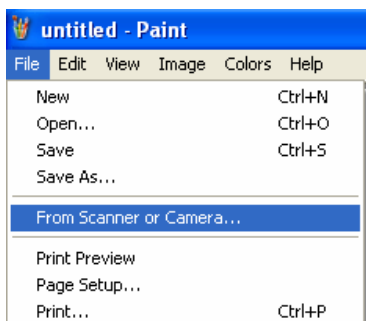 untitled - Paint
File Edit View Image Colors Help
New Ctrl+N
Open... Ctrl+O
Save Ctrl+S
Save As...
From Scanner or Camera...
Print Preview
Page Setup...
Print... Ctrl+P